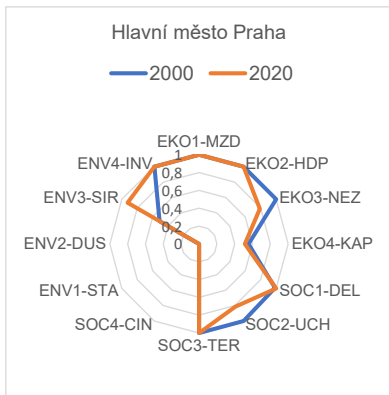 Hlavní město Praha
2000 2020
EKO1-MZD
ENV4-INV 1 EKO2-HDP
0,8
ENV3-SIR 0,6 EKO3-NEZ
0,4
0,2
ENV2-DUS 0 EKO4-KAP
ENV1-STA SOC1-DEL
SOC4-CIN SOC2-UCH
SOC3-TER